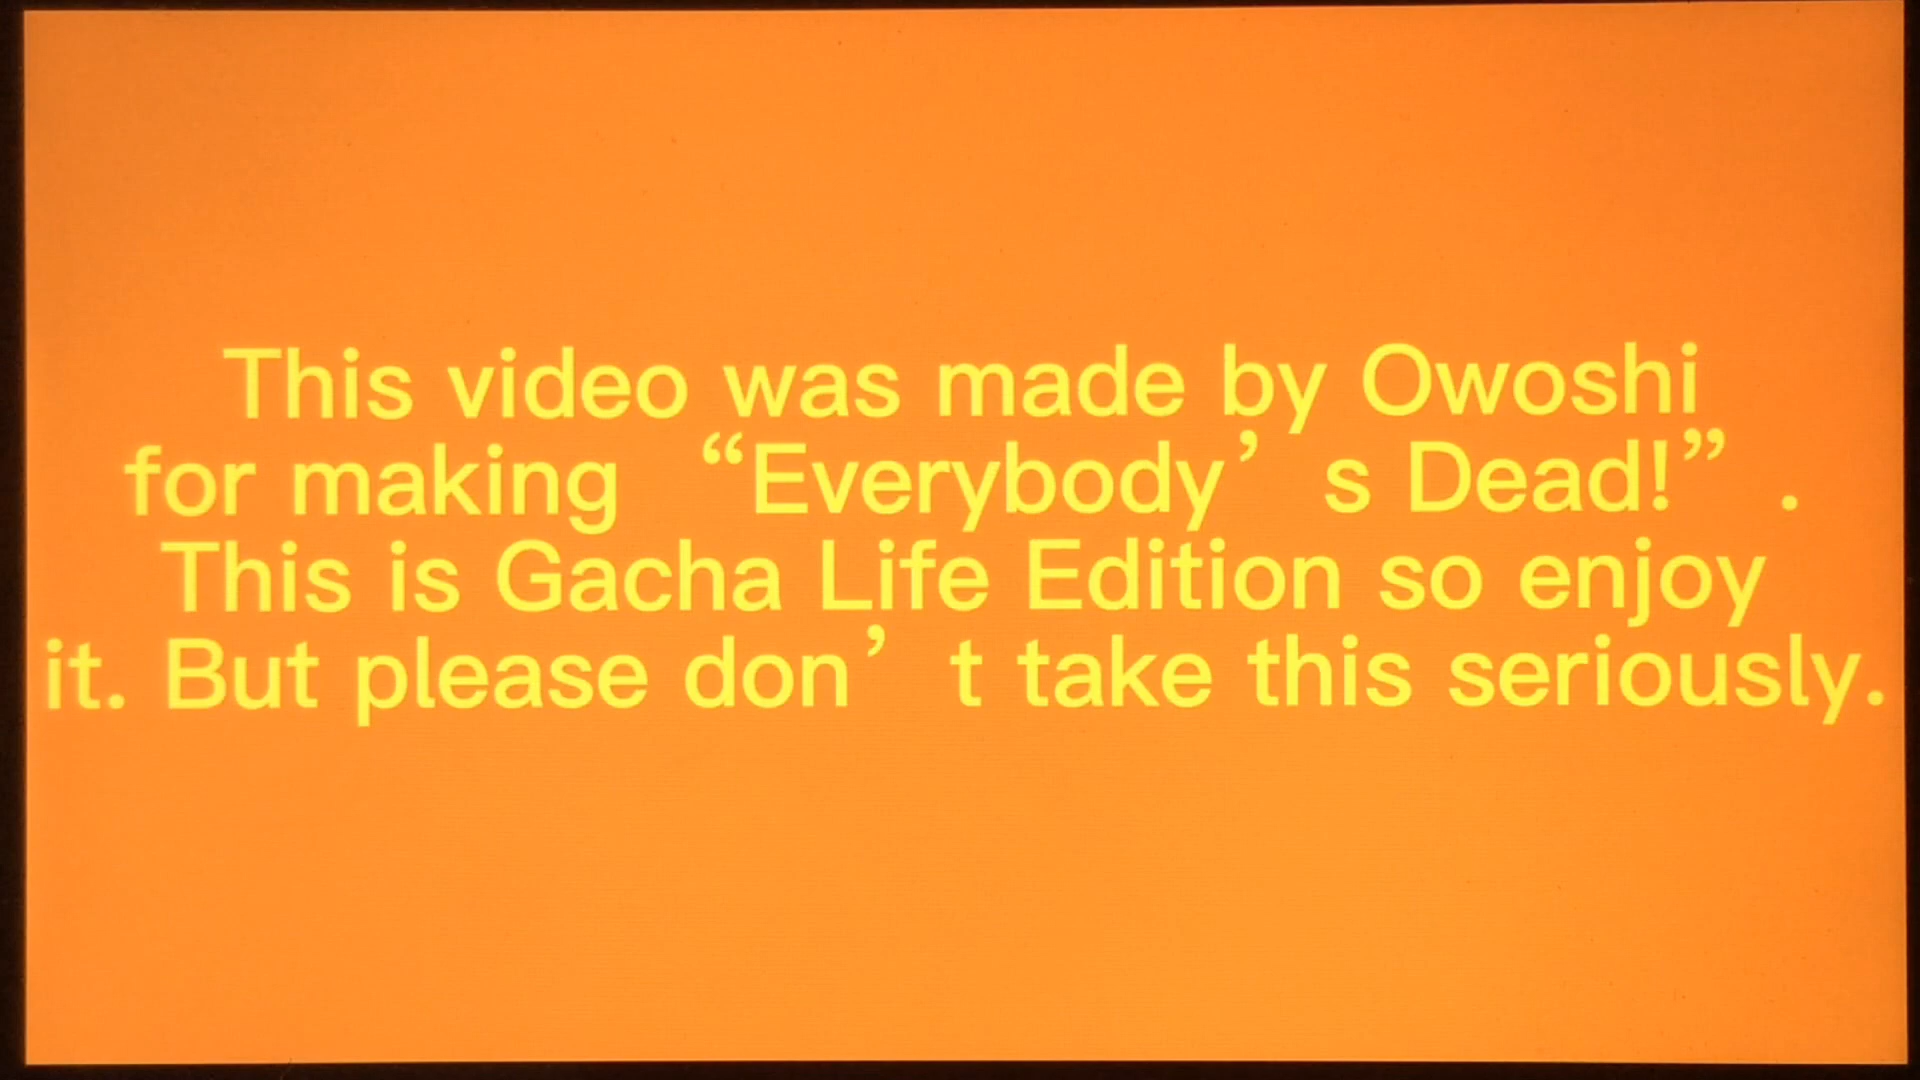 This video was made by Owoshi
for making “Everybody’s Dead!”.
This is Gacha Life Edition so enjoy
it. But please don’t take this seriously.